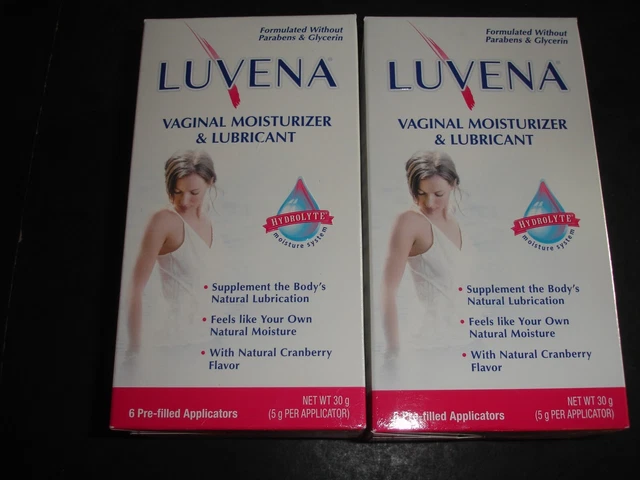 Formulated Without
Parabens & Glycerin
LUVENA
VAGINAL MOISTURIZER
& LUBRICANT
HYDROLYTE
moisture system
• Supplement the Body's
Natural Lubrication
• Feels like Your Own
Natural Moisture
• With Natural Cranberry
Flavor
6 Pre-filled Applicators
NET WT 30 g
(5 g PER APPLICATOR)
Formulated Without
Parabens & Glycerin
LUVENA
VAGINAL MOISTURIZER
& LUBRICANT
HYDROLYTE
moisture system
• Supplement the Body's
Natural Lubrication
• Feels like Your Own
Natural Moisture
• With Natural Cranberry
Flavor
6 Pre-filled Applicators
NET WT 30 g
(5 g PER APPLICATOR)